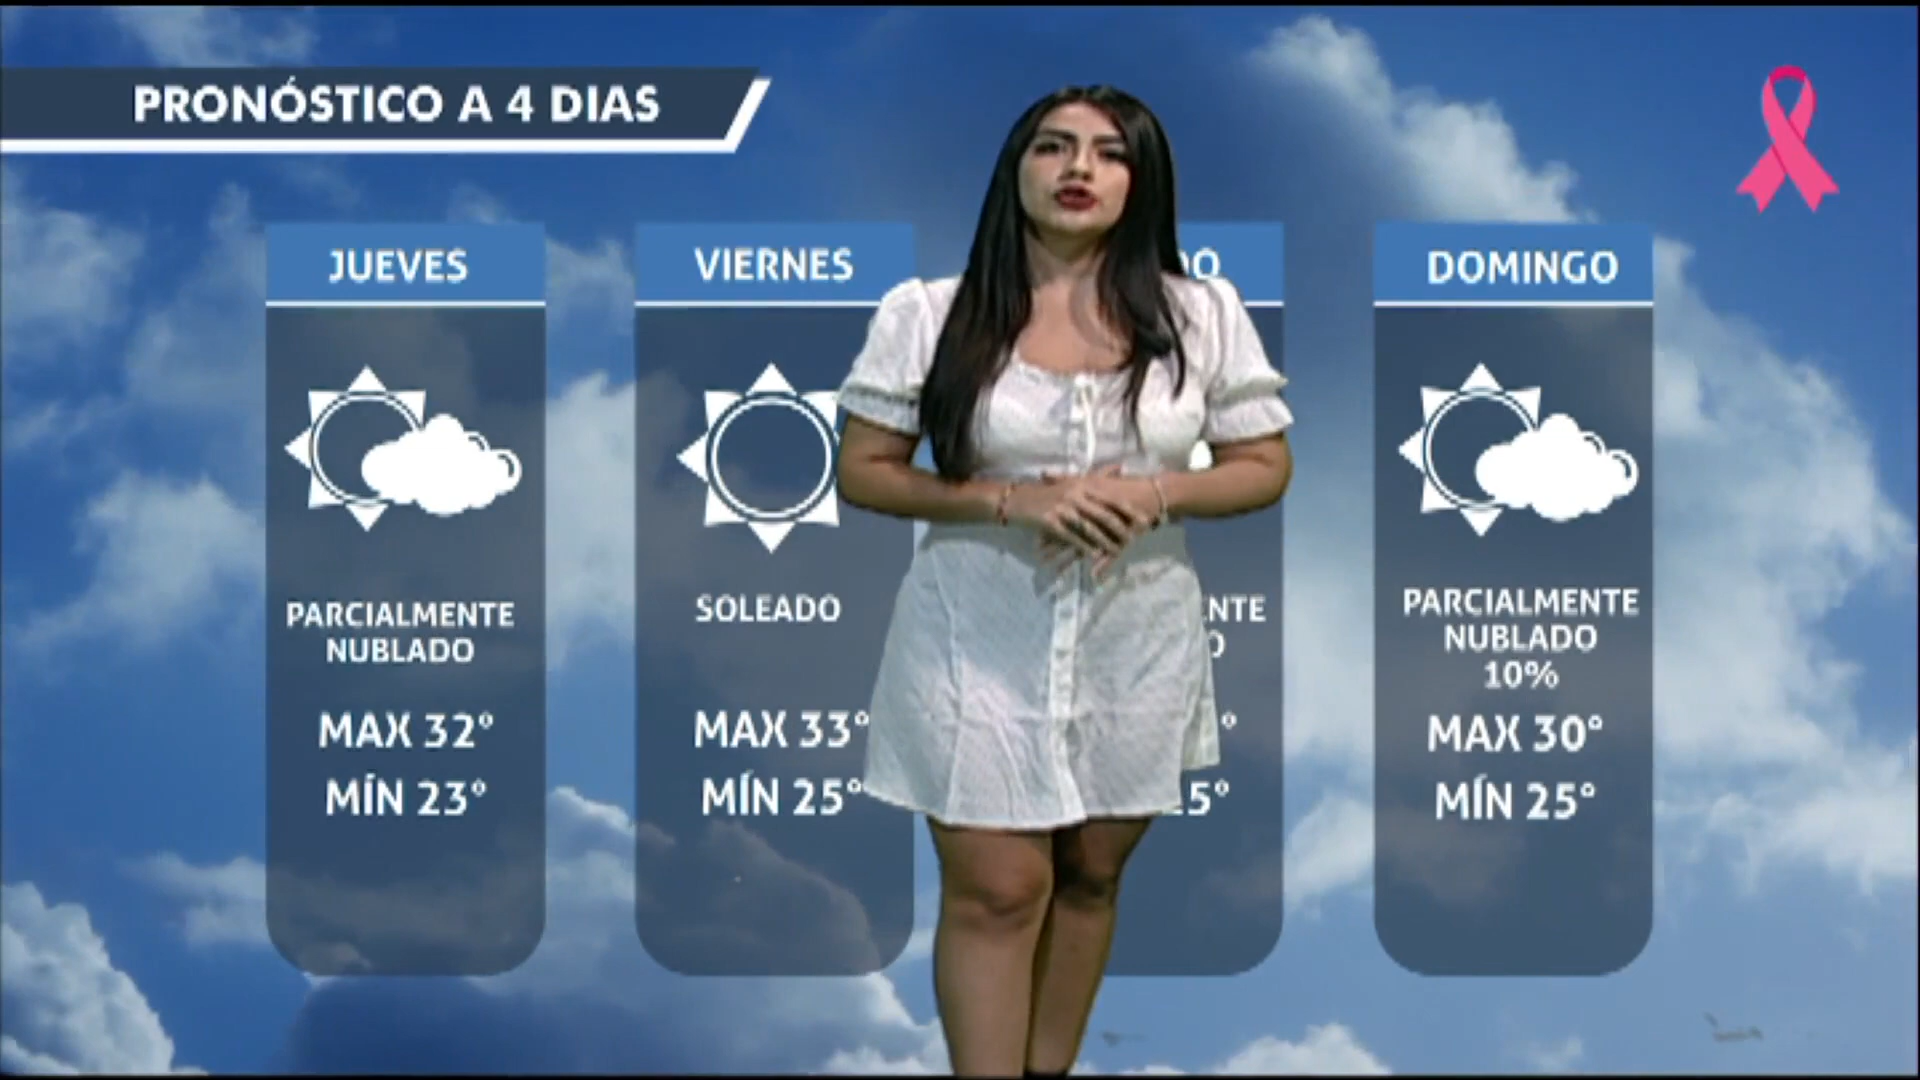 PRONÓSTICO A 4 DIAS
JUEVES
PARCIALMENTE
NUBLADO
MAX 32°
MÍN 23°
VIERNES
SOLEADO
MAX 33°
MÍN 25°
DOMINGO
PARCIALMENTE
NUBLADO
10%
MAX 30°
MÍN 25°